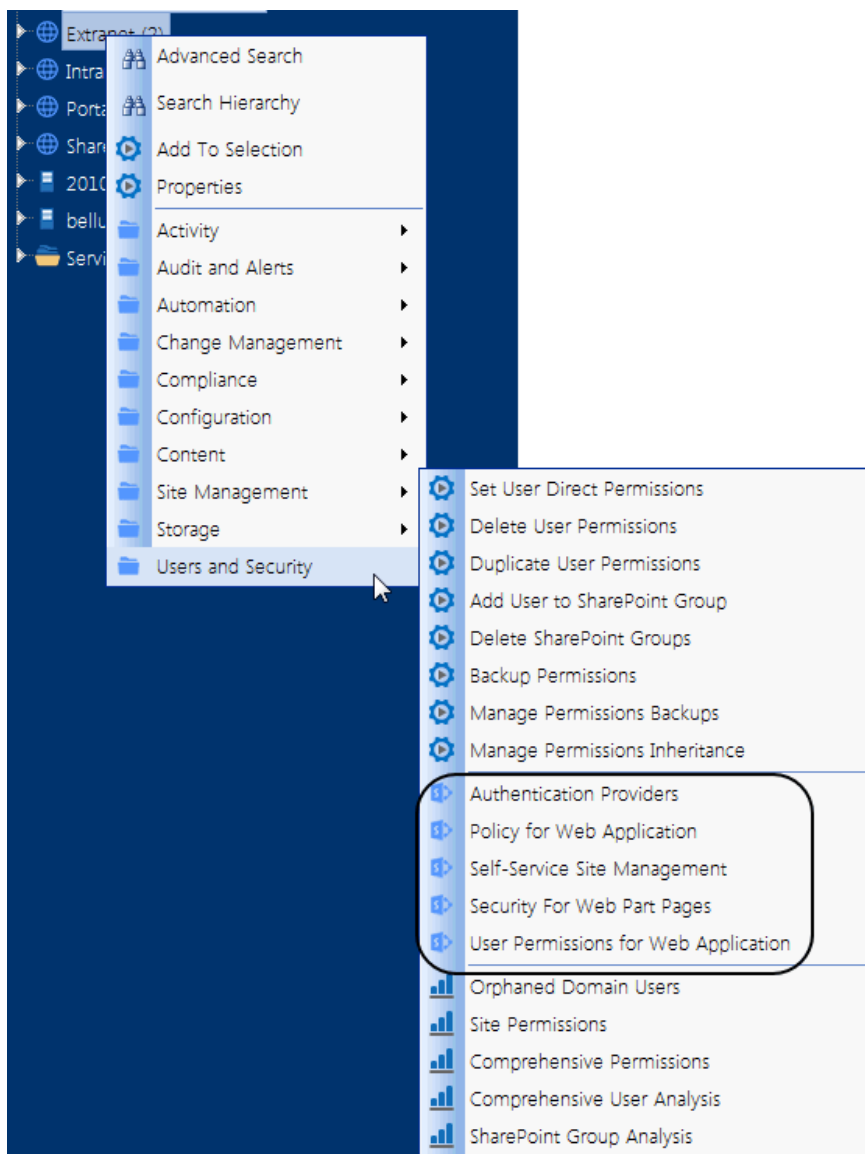 Extranet (2)
Advanced Search
Search Hierarchy
Add To Selection
Properties
Activity
Audit and Alerts
Automation
Change Management
Compliance
Configuration
Content
Site Management
Storage
Users and Security
Set User Direct Permissions
Delete User Permissions
Duplicate User Permissions
Add User to SharePoint Group
Delete SharePoint Groups
Backup Permissions
Manage Permissions Backups
Manage Permissions Inheritance
Authentication Providers
Policy for Web Application
Self-Service Site Management
Security For Web Part Pages
User Permissions for Web Application
Orphaned Domain Users
Site Permissions
Comprehensive Permissions
Comprehensive User Analysis
SharePoint Group Analysis